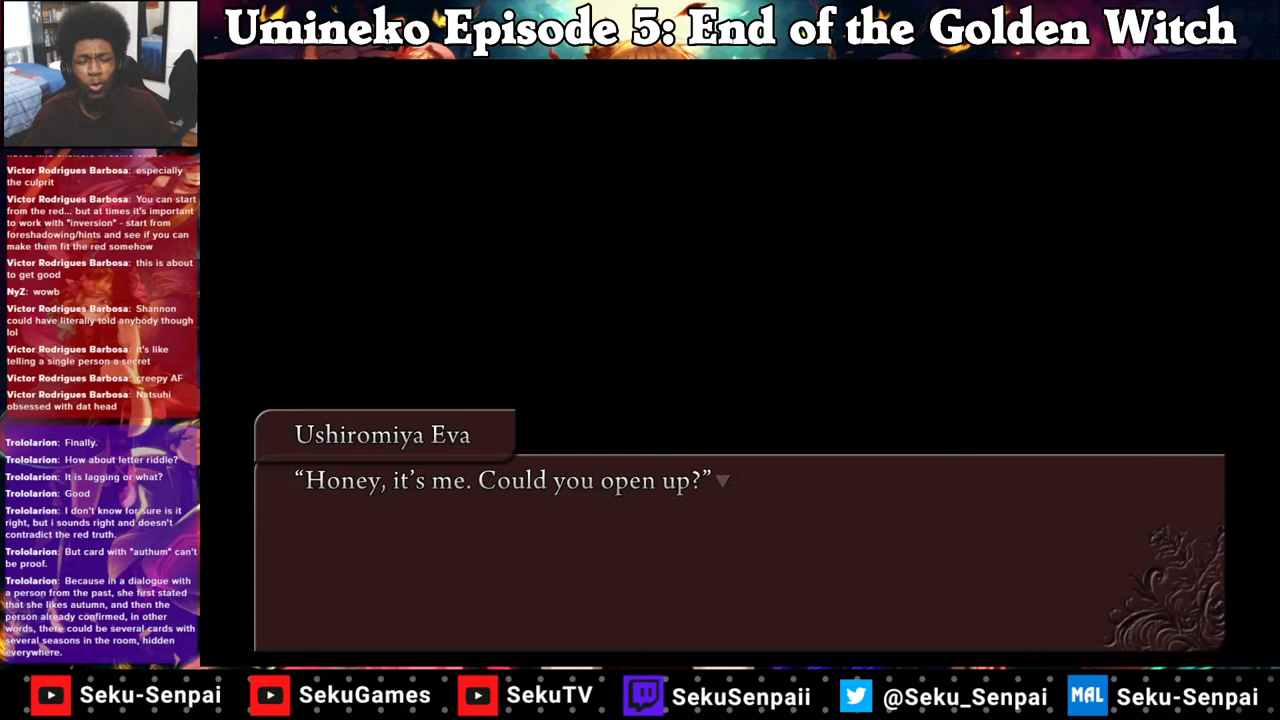 Umineko Episode 5: End of the Golden Witch
Victor Rodrigues Barbosa: especially
the culprit
Victor Rodrigues Barbosa: You can start
from the red... but at times it's important
to work with "inversion" - start from
foreshadowing/hints and see if you can
make them fit the red somehow
Victor Rodrigues Barbosa: this is about
to get good
NyZ: wowb
Victor Rodrigues Barbosa: Shannon
could have literally told anybody though
lol
Victor Rodrigues Barbosa: it's like
telling a single person a secret
Victor Rodrigues Barbosa: creepy AF
Victor Rodrigues Barbosa: Natsuhi
obsessed with dat head
Trololarion: Finally.
Trololarion: How about letter riddle?
Trololarion: It is lagging or what?
Trololarion: Good
Trololarion: I don't know for sure is it
right, but i sounds right and doesn't
contradict the red truth.
Trololarion: But card with "authum" can't
be proof.
Trololarion: Because in a dialogue with
a person from the past, she first stated
that she likes autumn, and then the
person already confirmed, in other
words, there could be several cards with
several seasons in the room, hidden
everywhere.
Ushiromiya Eva
“Honey, it’s me. Could you open up?”
Seku-Senpai
SekuGames
SekuTV
SekuSenpaii
@Seku_Senpai
MAL Seku-Senpai